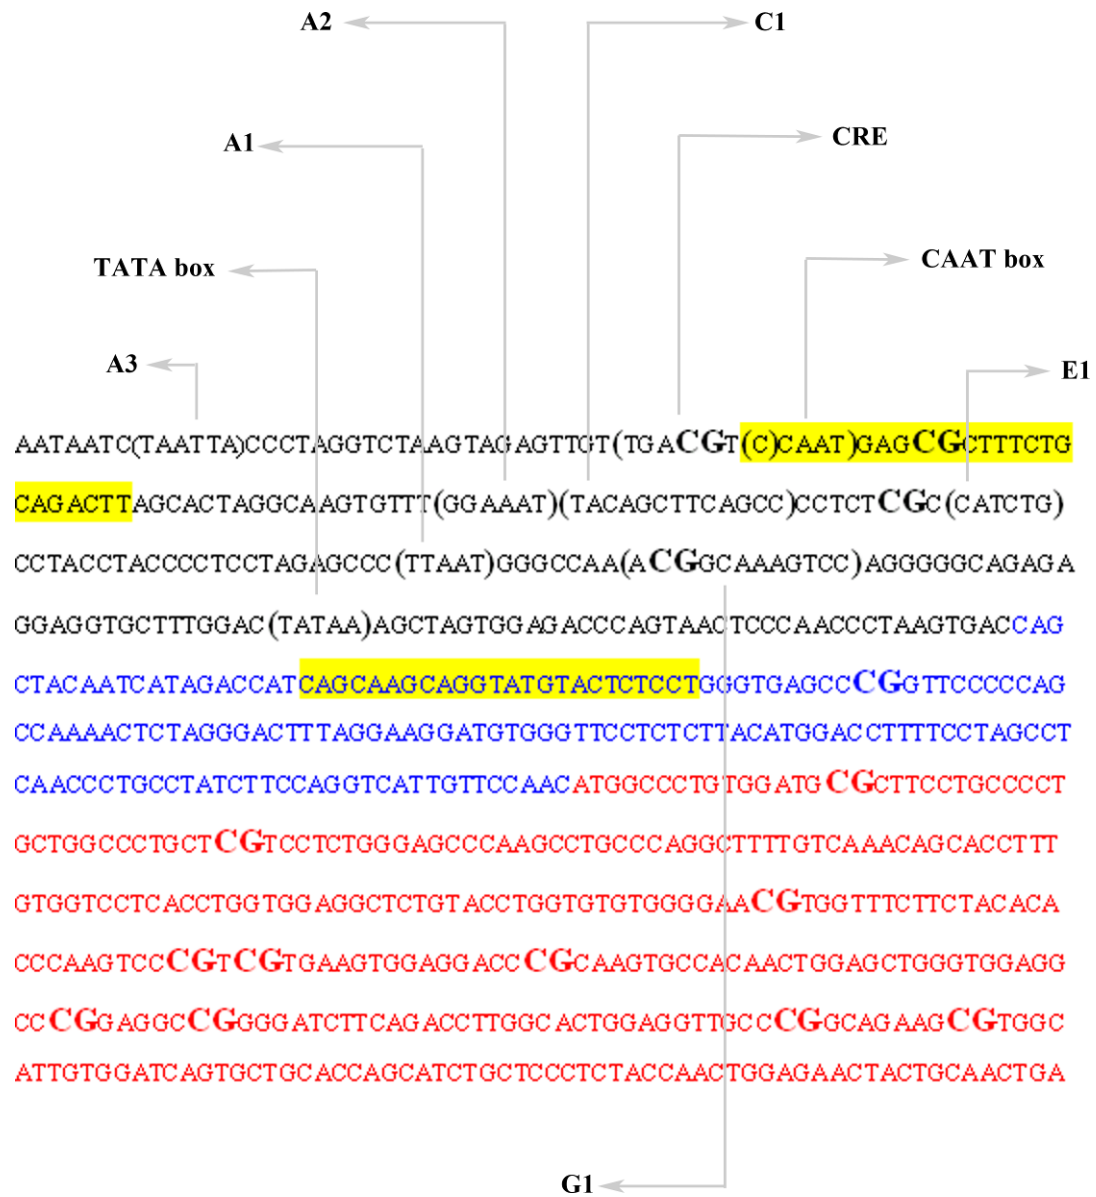 A2 C1
CRE
A1
CAAT box
TATA box
A3 E1
AATAATC(TAATTA)CCCTAGGTCTAAGTAGAGTTGT(TGACGT(C)CAAT)GAGCGCTTTCTG
CAGACTTAGCACTAGGCAAGTGTTT(GGAAAT)(TACAGCTTCAGCC)CCTCTCGC(CATCTG)
CCTACCTACCCCTCCTAGAGCCC(TTAAT)GGGCCAA(ACGGCAAAGTCC)AGGGGGCAGAGA
GGAGGTGCTTTGGAC(TATAA)AGCTAGTGGAGACCCAGTAACTCCCAACCCTAAGTGACCAG
CTACAATCATAGACCATCAGCAAGCAGGTATGTACTCTCCTGGGTGAGCCCGGTTCCCCCAG
CCAAAACTCTAGGGACTTTAGGAAGGATGTGGGTTCCTCTCTTACATGGACCTTTTCCTAGCCT
CAACCCTGCCTATCTTCCAGGTCATTGTTCCAACATGGCCCTGTGGATGCGCTTCCTGCCCCT
GCTGGCCCTGCTCGTCCTCTGGGAGCCCAAGCCTGCCCAGGCTTTTGTCAAACAGCACCTTT
GTGGTCCTCACCTGGTGGAGGCTCTGTACCTGGTGTGTGGGGAACGTGGTTTCTTCTACACA
CCCAAGTCCCGTCGTGAAGTGGAGGACCCGCAAGTGCCACAACTGGAGCTGGGTGGAGG
CCCGGAGGCCGGGGATCTTCAGACCTTGGCACTGGAGGTTGCCCGGCAGAAGCGTGGC
ATTGTGGATCAGTGCTGCACCAGCATCTGCTCCCTCTACCAACTGGAGAACTACTGCAACTGA
G1